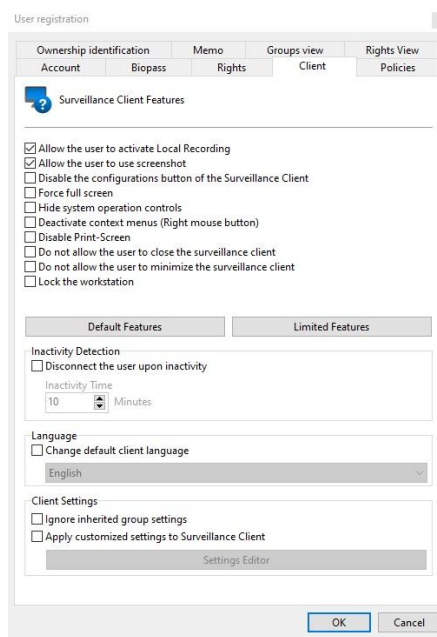 User registration
Ownership identification Memo Groups view Rights View
Account Biopass Rights Client Policies
Surveillance Client Features
Allow the user to activate Local Recording
Allow the user to use screenshot
Disable the configurations button of the Surveillance Client
Force full screen
Hide system operation controls
Deactivate context menus (Right mouse button)
Disable Print-Screen
Do not allow the user to close the surveillance client
Do not allow the user to minimize the surveillance client
Lock the workstation
Default Features Limited Features
Inactivity Detection
Disconnect the user upon inactivity
Inactivity Time
10 Minutes
Language
Change default client language
English
Client Settings
Ignore inherited group settings
Apply customized settings to Surveillance Client
Settings Editor
OK Cancel